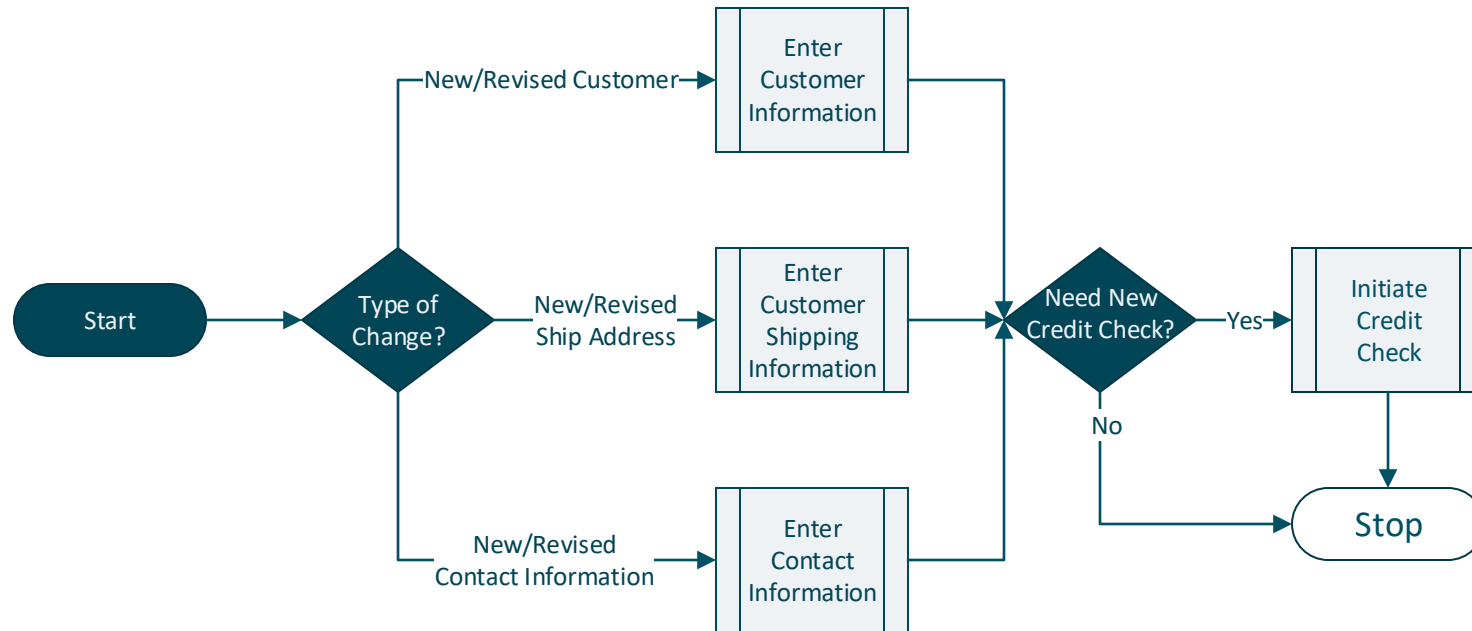 New/Revised Customer
Enter
Customer
Information
Start
Type of
Change?
New/Revised
Ship Address
Enter
Customer
Shipping
Information
Need New
Credit Check?
Yes
Initiate
Credit
Check
No
New/Revised
Contact Information
Enter
Contact
Information
Stop